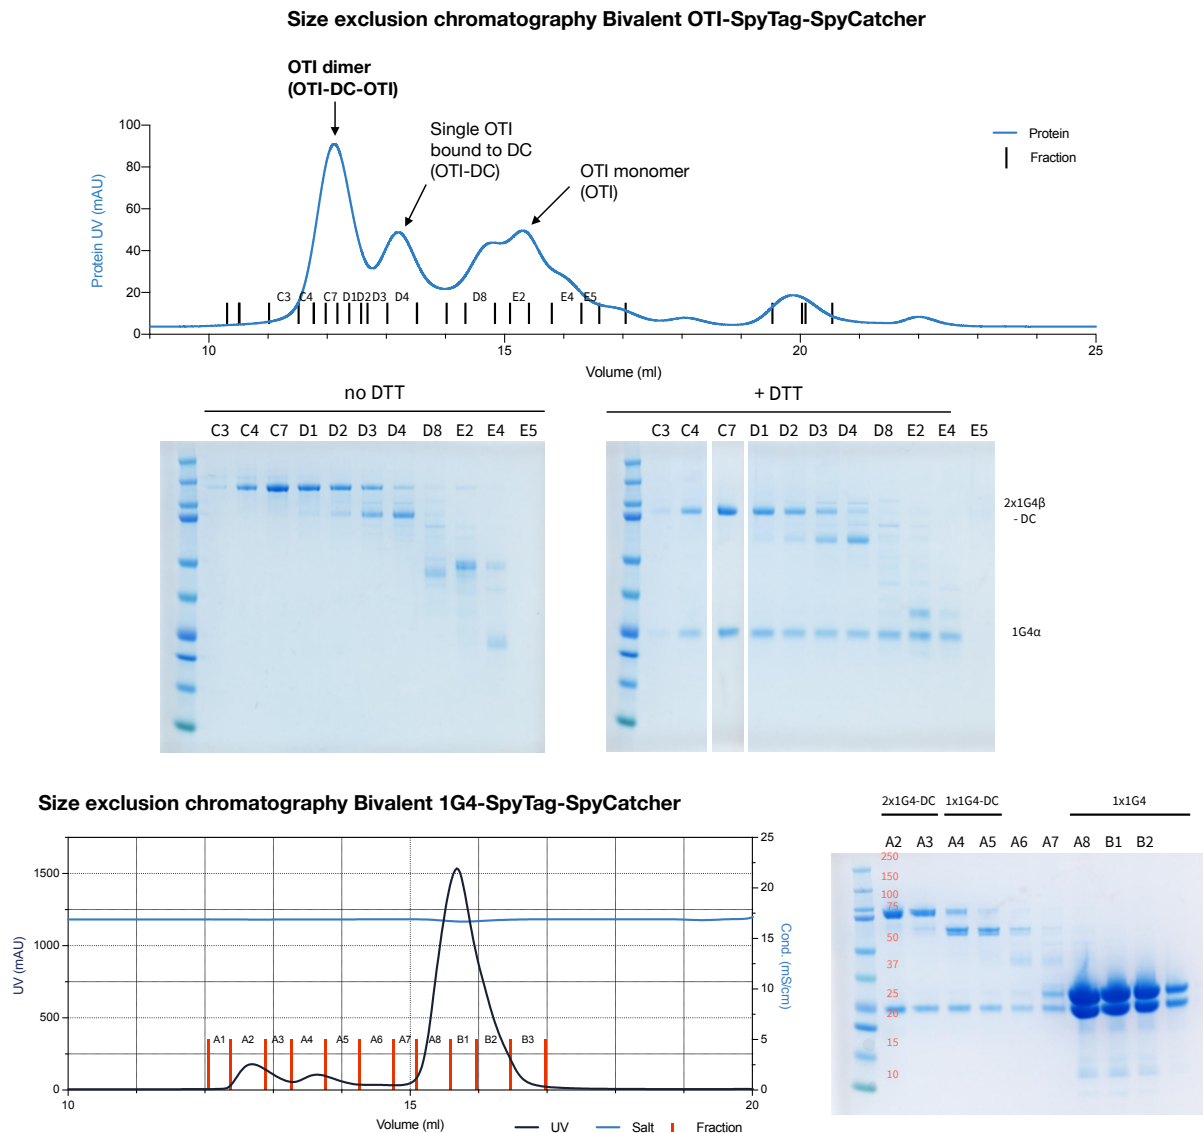 Size exclusion chromatography Bivalent OTI-SpyTag-SpyCatcher
OTI dimer
(OTI-DC-OTI)
Single OTI
bound to DC
(OTI-DC)
OTI monomer
(OTI)
Protein
Fraction
Protein UV (mAU)
100
80
60
40
20
0
C3 C4 C7 D1 D2 D3 D4 D8 E2 E4 E5
10 15 20 25
Volume (ml)
no DTT
C3 C4 C7 D1 D2 D3 D4 D8 E2 E4 E5
+ DTT
C3 C4 C7 D1 D2 D3 D4 D8 E2 E4 E5
2x1G4β
- DC
1G4α
Size exclusion chromatography Bivalent 1G4-SpyTag-SpyCatcher
UV (mAU)
1500
1000
500
0
25
20
15
10
5
0
Cond. (mS/cm)
A1 A2 A3 A4 A5 A6 A7 A8 B1 B2 B3
10 15 20
Volume (ml)
UV Salt Fraction
2x1G4-DC 1x1G4-DC 1x1G4
A2 A3 A4 A5 A6 A7 A8 B1 B2
250
150
100
75
50
37
25
20
15
10